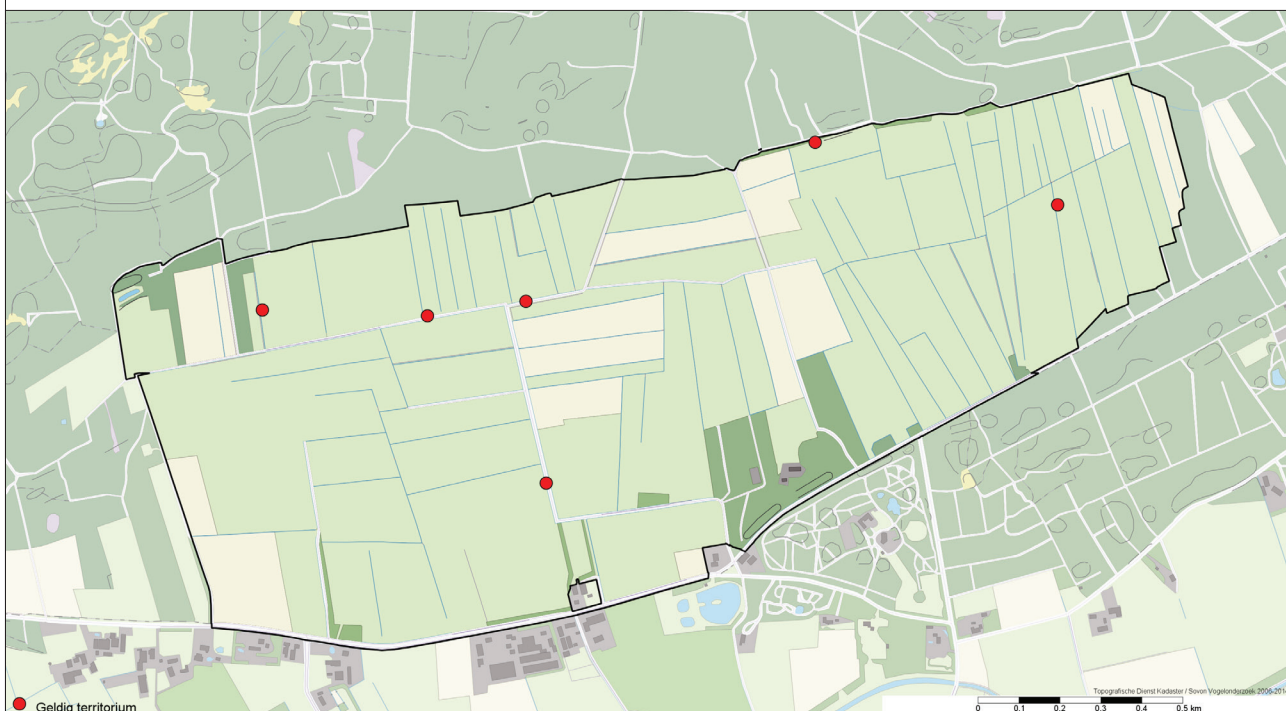 Topografische Dienst Kadaster / Sovon Vogelonderzoek 2006-201
Geldig territorium
0 0.1 0.2 0.3 0.4 0.5 km